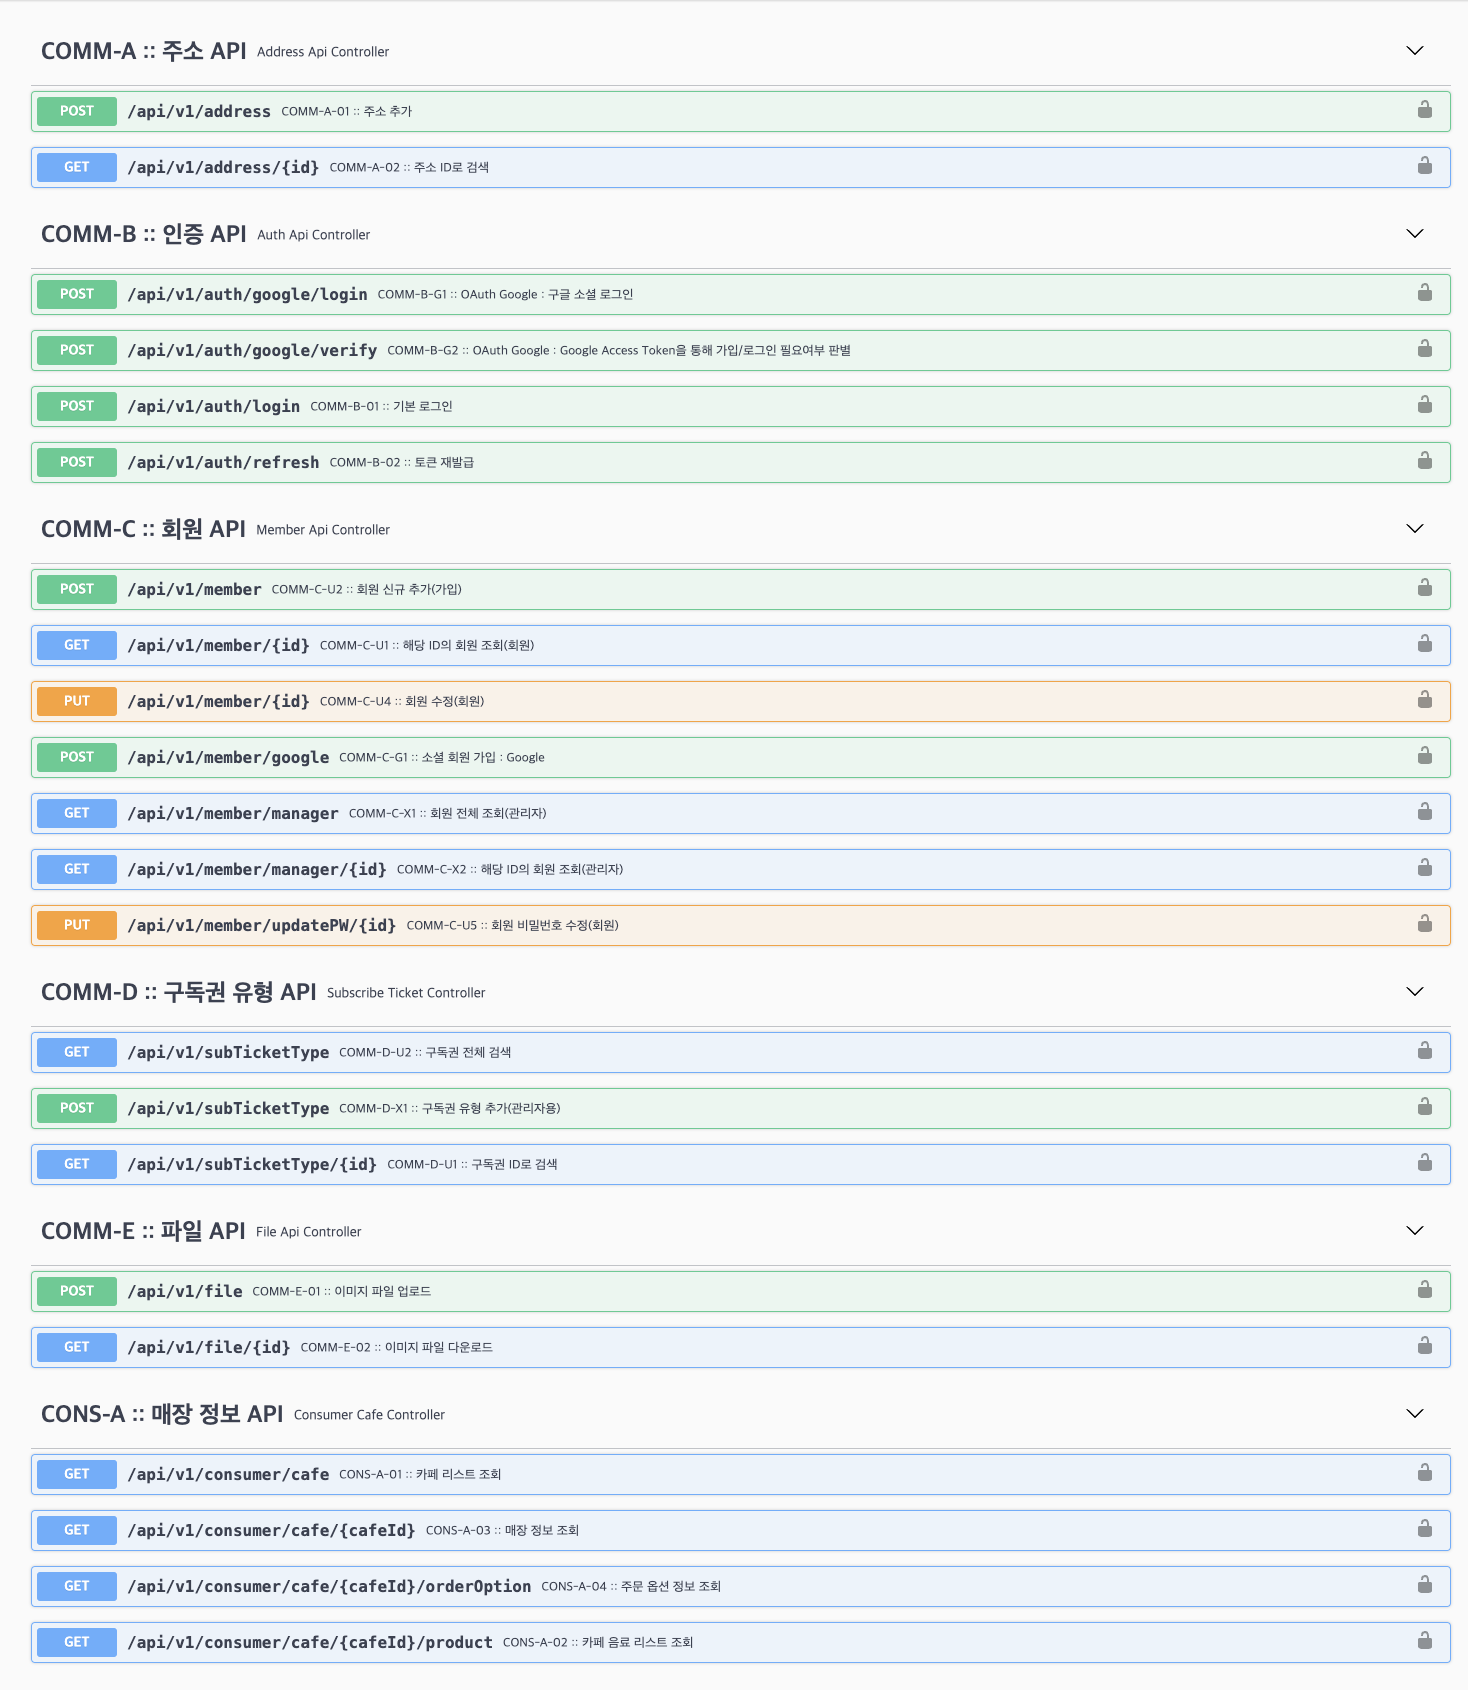 COMM-A :: 주소 API Address Api Controller
POST /api/v1/address COMM-A-01 :: 주소 추가
GET /api/v1/address/{id} COMM-A-02 :: 주소 ID로 검색
COMM-B :: 인증 API Auth Api Controller
POST /api/v1/auth/google/login COMM-B-G1 :: OAuth Google : 구글 소셜 로그인
POST /api/v1/auth/google/verify COMM-B-G2 :: OAuth Google : Google Access Token을 통해 가입/로그인 필요여부 판별
POST /api/v1/auth/login COMM-B-01 :: 기본 로그인
POST /api/v1/auth/refresh COMM-B-02 :: 토큰 재발급
COMM-C :: 회원 API Member Api Controller
POST /api/v1/member COMM-C-U2 :: 회원 신규 추가(가입)
GET /api/v1/member/{id} COMM-C-U1 :: 해당 ID의 회원 조회(회원)
PUT /api/v1/member/{id} COMM-C-U4 :: 회원 수정(회원)
POST /api/v1/member/google COMM-C-G1 :: 소셜 회원 가입 : Google
GET /api/v1/member/manager COMM-C-X1 :: 회원 전체 조회(관리자)
GET /api/v1/member/manager/{id} COMM-C-X2 :: 해당 ID의 회원 조회(관리자)
PUT /api/v1/member/updatePW/{id} COMM-C-U5 :: 회원 비밀번호 수정(회원)
COMM-D :: 구독권 유형 API Subscribe Ticket Controller
GET /api/v1/subTicketType COMM-D-U2 :: 구독권 전체 검색
POST /api/v1/subTicketType COMM-D-X1 :: 구독권 유형 추가(관리자용)
GET /api/v1/subTicketType/{id} COMM-D-U1 :: 구독권 ID로 검색
COMM-E :: 파일 API File Api Controller
POST /api/v1/file COMM-E-01 :: 이미지 파일 업로드
GET /api/v1/file/{id} COMM-E-02 :: 이미지 파일 다운로드
CONS-A :: 매장 정보 API Consumer Cafe Controller
GET /api/v1/consumer/cafe CONS-A-01 :: 카페 리스트 조회
GET /api/v1/consumer/cafe/{cafeId} CONS-A-03 :: 매장 정보 조회
GET /api/v1/consumer/cafe/{cafeId}/orderOption CONS-A-04 :: 주문 옵션 정보 조회
GET /api/v1/consumer/cafe/{cafeId}/product CONS-A-02 :: 카페 음료 리스트 조회